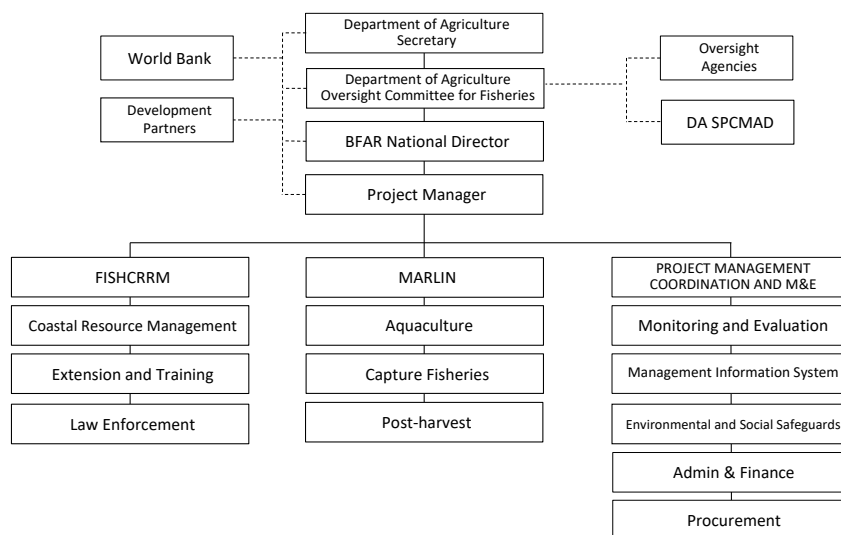 Department of Agriculture
Secretary
World Bank
Oversight
Agencies
Department of Agriculture
Oversight Committee for Fisheries
Development
Partners
DA SPCMAD
BFAR National Director
Project Manager
FISHCRRM
MARLIN
PROJECT MANAGEMENT
COORDINATION AND M&E
Coastal Resource Management
Aquaculture
Monitoring and Evaluation
Extension and Training
Capture Fisheries
Management Information System
Law Enforcement
Post-harvest
Environmental and Social Safeguards
Admin & Finance
Procurement